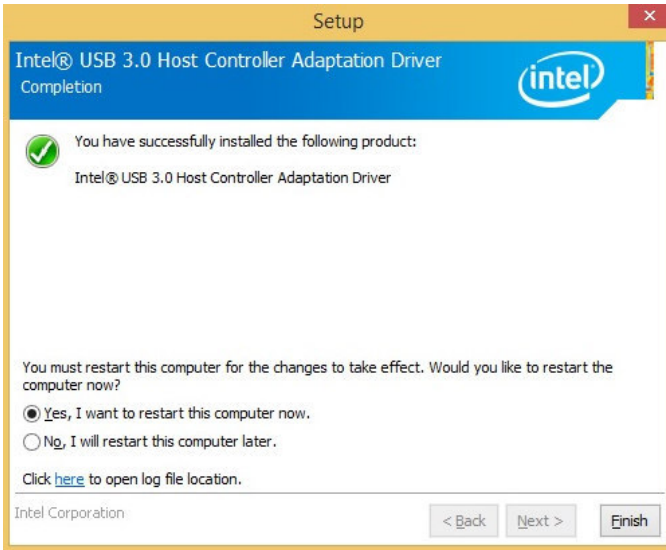 Setup
Intel® USB 3.0 Host Controller Adaptation Driver
Completion
intel
You have successfully installed the following product:
Intel® USB 3.0 Host Controller Adaptation Driver
You must restart this computer for the changes to take effect. Would you like to restart the
computer now?
Yes, I want to restart this computer now.
No, I will restart this computer later.
Click here to open log file location.
Intel Corporation
< Back Next > Finish